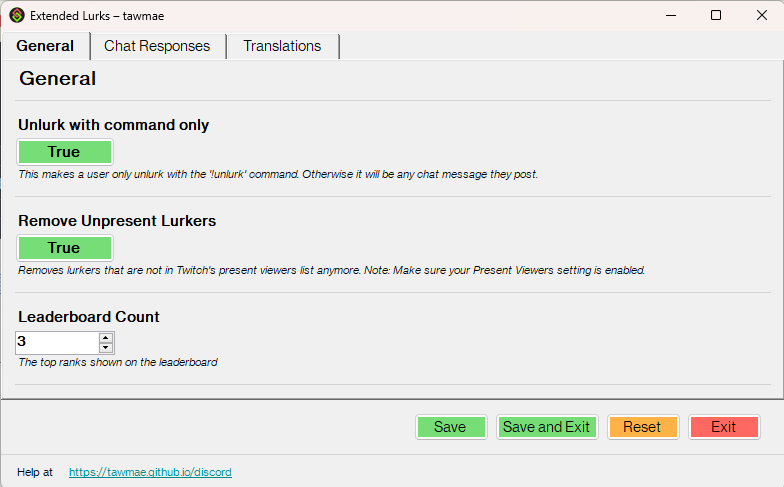 Extended Lurks – tawmae
General Chat Responses Translations
General
Unlurk with command only
True
This makes a user only unlurk with the '!unlurk' command. Otherwise it will be any chat message they post.
Remove Unpresent Lurkers
True
Removes lurkers that are not in Twitch's present viewers list anymore. Note: Make sure your Present Viewers setting is enabled.
Leaderboard Count
3
The top ranks shown on the leaderboard
Save Save and Exit Reset Exit
Help at https://tawmae.github.io/discord